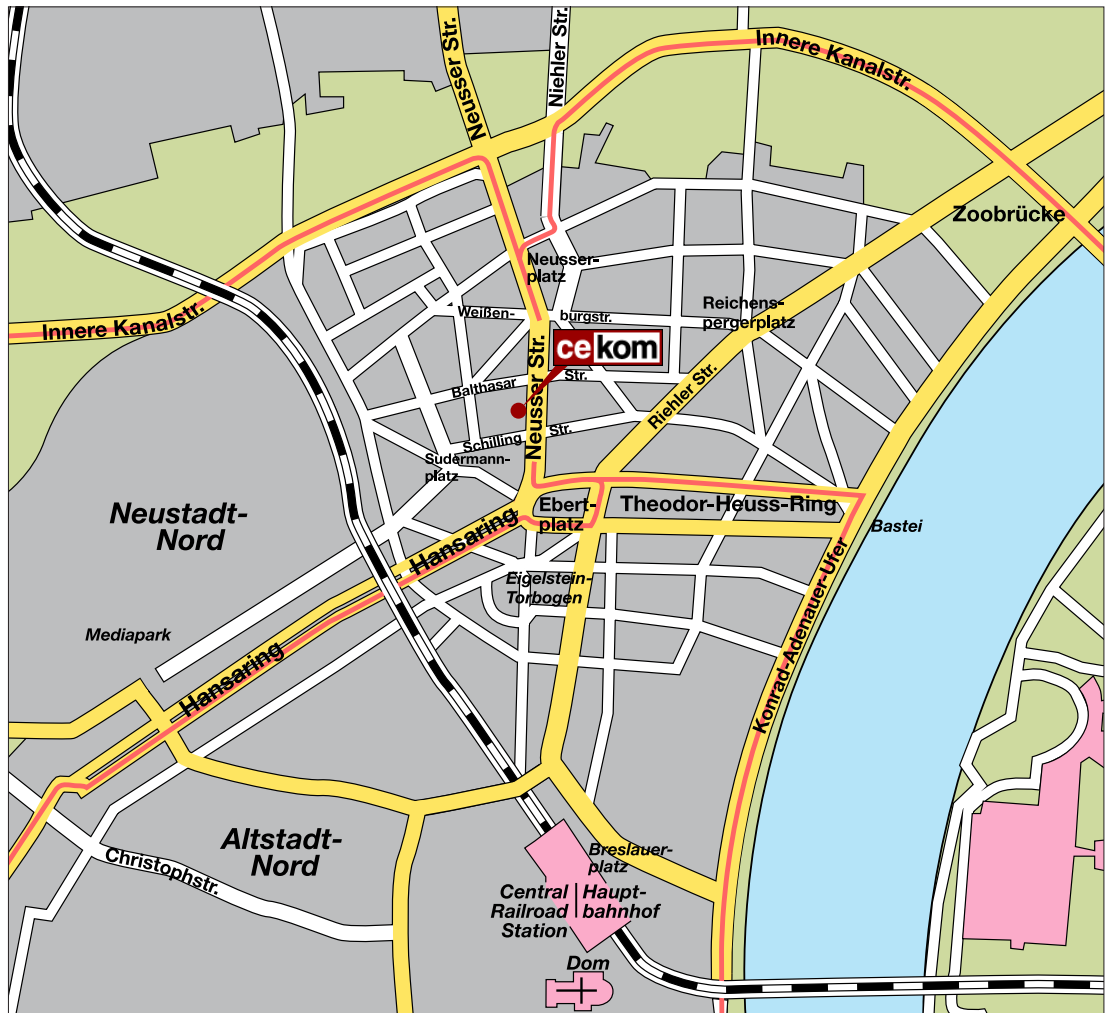 Neusser Str.
Niehler Str.
Innere Kanalstr.
Zoobrücke
Neusser-
platz
Innere Kanalstr.
Weißen-
burgstr.
Reichens-
pergerplatz
cekom
Neusser Str.
Balthasar
Str.
Riehler Str.
Schilling
Str.
Sudermann-
platz
Neustadt-
Nord
Hansaring
Ebert-
platz
Theodor-Heuss-Ring
Bastei
Eigelstein-
Torbogen
Konrad-Adenauer-Ufer
Mediapark
Hansaring
Altstadt-
Nord
Christophstr.
Breslauer-
platz
Central
Railroad
Station
Haupt-
bahnhof
Dom